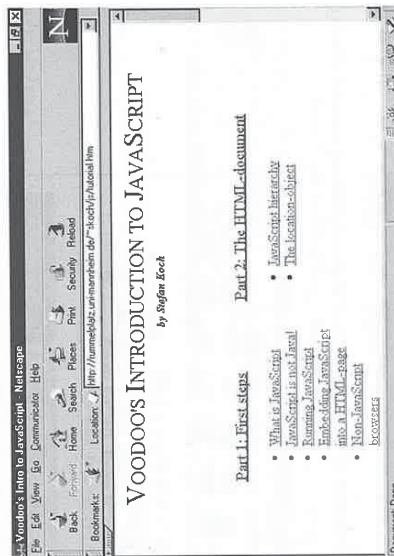 Voodoo's Intro to JavaScript - Netscape
File Edit View Go Communicator Help
Back Forward Home Search Places Print Security Reload
N
Bookmarks: Location: http://rummelplatz.uni-mannheim.de/~skoch/js/tutorial.htm
VOODOO'S INTRODUCTION TO JAVASCRIPT
by Stefan Koch
Part 1: First steps
• What is JavaScript
• JavaScript is not Java!
• Running JavaScript
• Embedding JavaScript
into a HTML-page
• Non-JavaScript
browsers
Part 2: The HTML-document
• JavaScript hierarchy
• The location-object
Document: Done